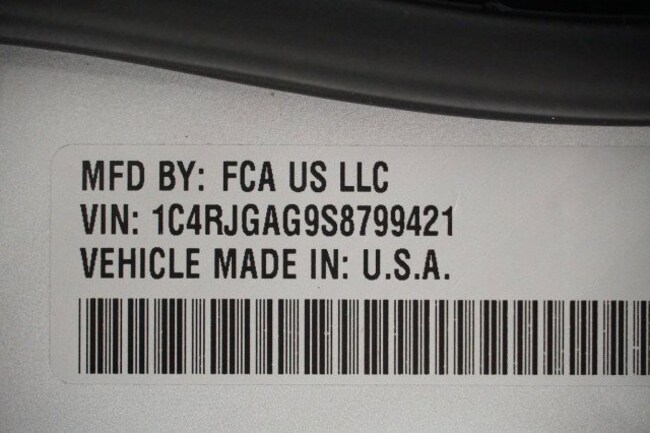 MFD BY: FCA US LLC
VIN: 1C4RJGAG9S8799421
VEHICLE MADE IN: U.S.A.